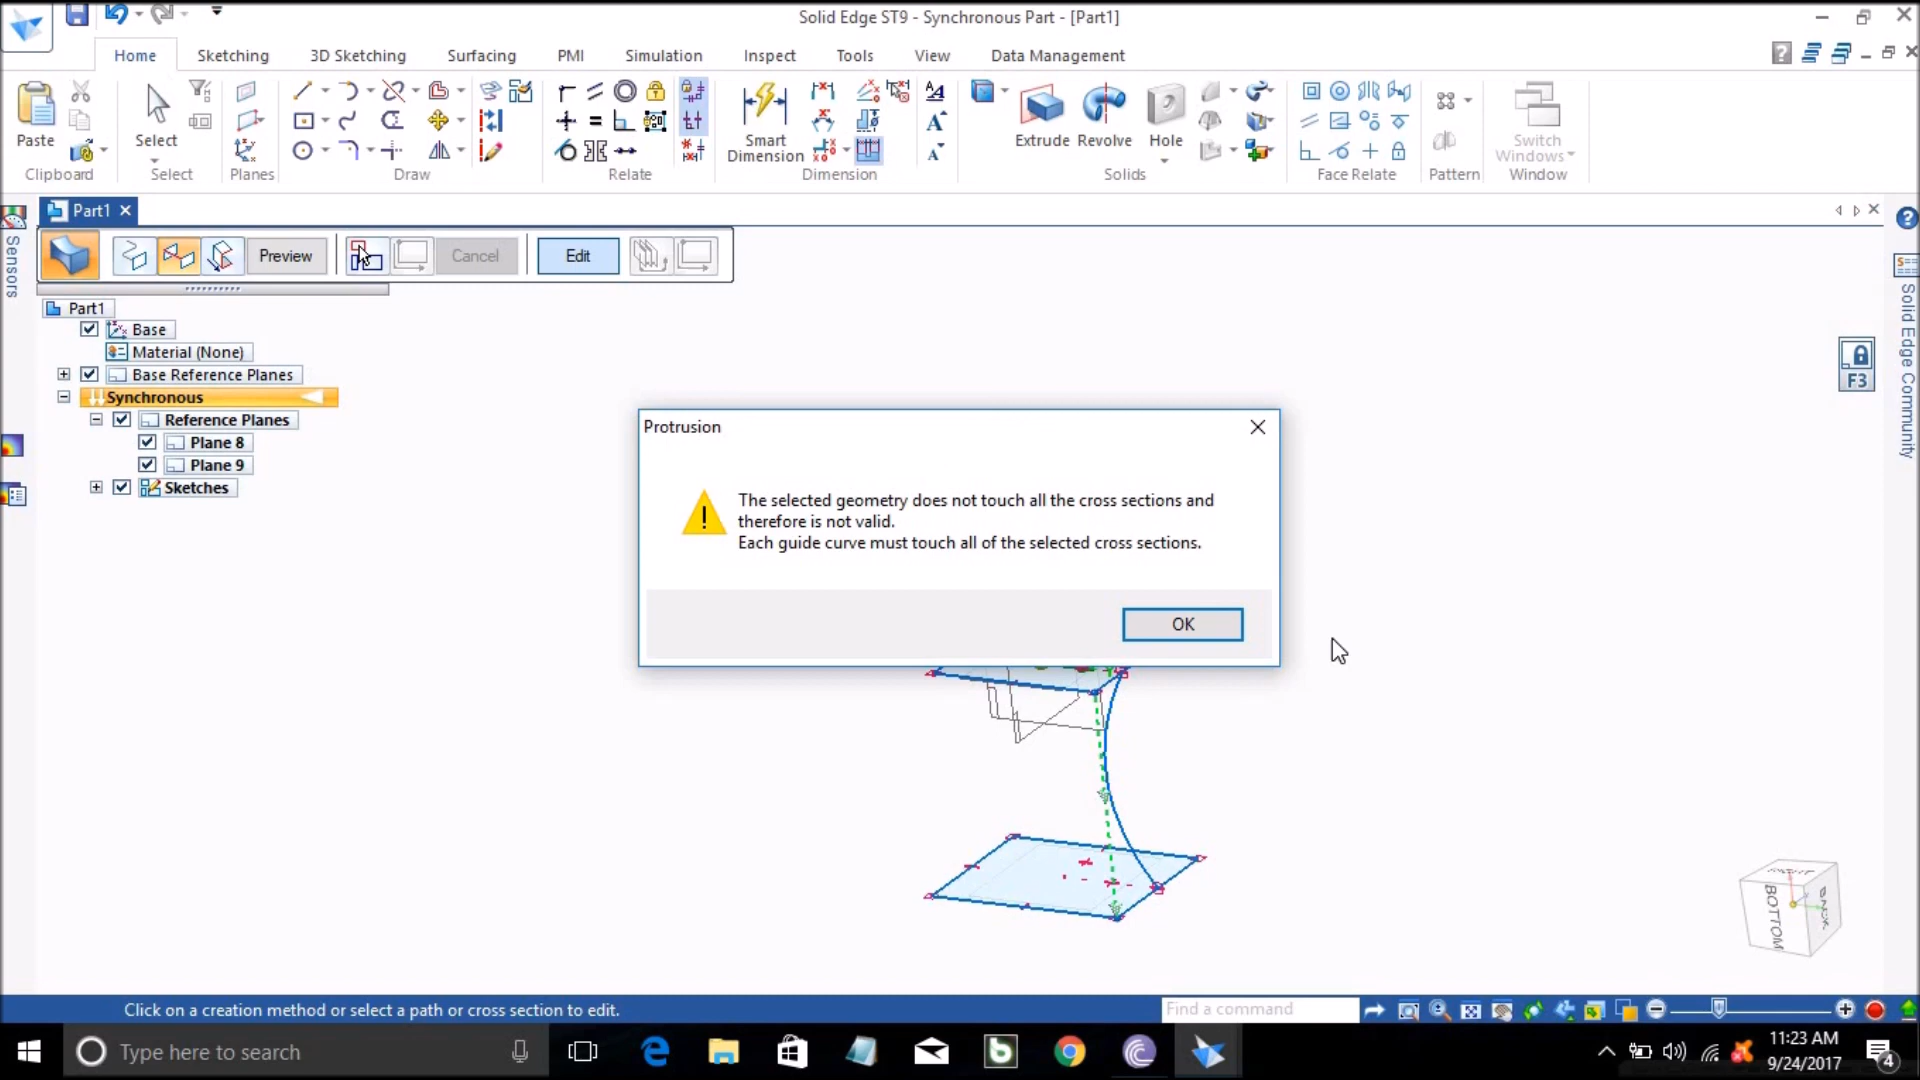 Solid Edge ST9 - Synchronous Part - [Part1]
Home
Sketching
3D Sketching
Surfacing
PMI
Simulation
Inspect
Tools
View
Data Management
Paste
Select
Smart
Dimension
Extrude
Revolve
Hole
Switch
Windows
Clipboard
Select
Planes
Draw
Relate
Dimension
Solids
Face Relate
Pattern
Window
Part1
Sensors
Preview
Cancel
Edit
Part1
Base
Material (None)
Base Reference Planes
Synchronous
Reference Planes
Plane 8
Plane 9
Sketches
Solid Edge Community
F3
Protrusion
The selected geometry does not touch all the cross sections and
therefore is not valid.
Each guide curve must touch all of the selected cross sections.
OK
RIGHT
BOTTOM
BACK
Click on a creation method or select a path or cross section to edit.
Find a command
Type here to search
11:23 AM
9/24/2017
4